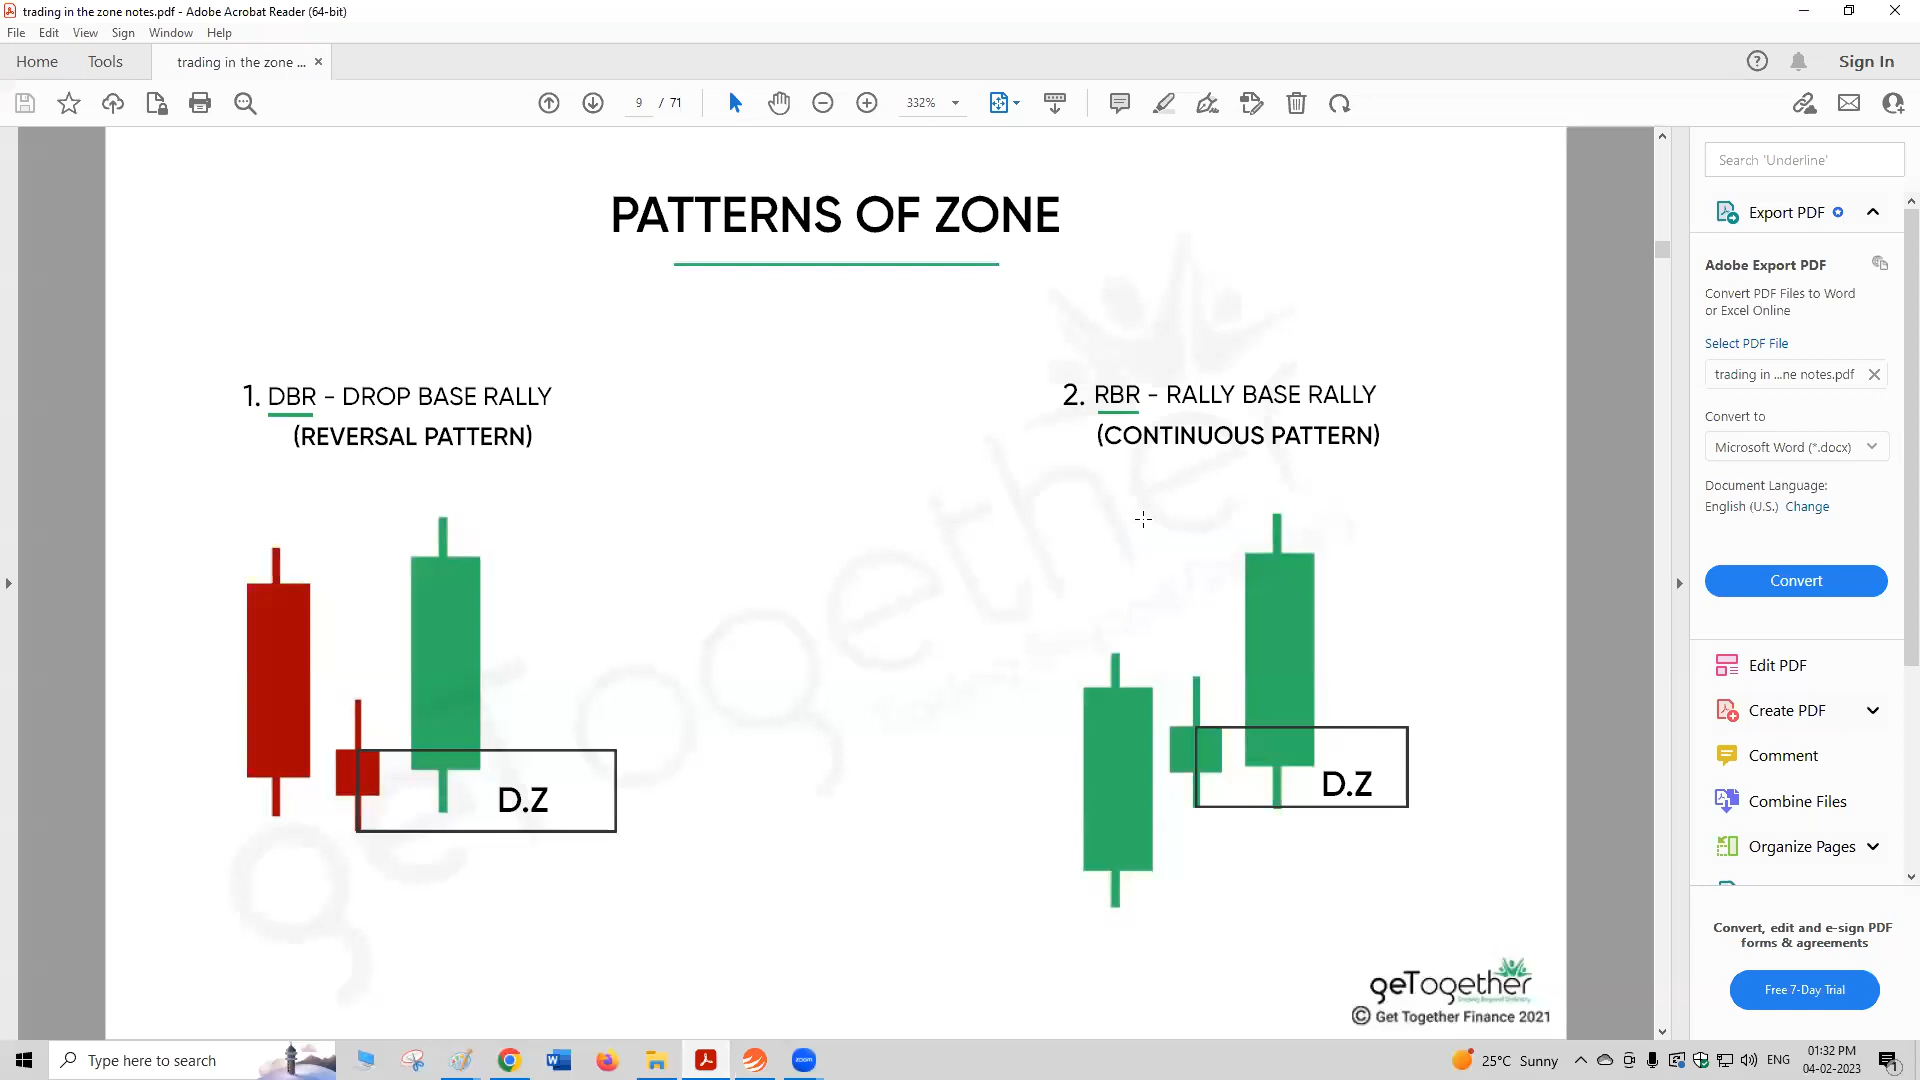 trading in the zone notes.pdf - Adobe Acrobat Reader (64-bit)
File Edit View Sign Window Help
Home Tools trading in the zone ... ×
Sign In
9 / 71 332%
PATTERNS OF ZONE
1. DBR - DROP BASE RALLY
(REVERSAL PATTERN)
2. RBR - RALLY BASE RALLY
(CONTINUOUS PATTERN)
D.Z
D.Z
geTogether
geTogether
© Get Together Finance 2021
Search 'Underline'
Export PDF
Adobe Export PDF
Convert PDF Files to Word
or Excel Online
Select PDF File
trading in ...ne notes.pdf
Convert to
Microsoft Word (*.docx)
Document Language:
English (U.S.) Change
Convert
Edit PDF
Create PDF
Comment
Combine Files
Organize Pages
Convert, edit and e-sign PDF
forms & agreements
Free 7-Day Trial
Type here to search
zoom
25°C Sunny
ENG
01:32 PM
04-02-2023
1